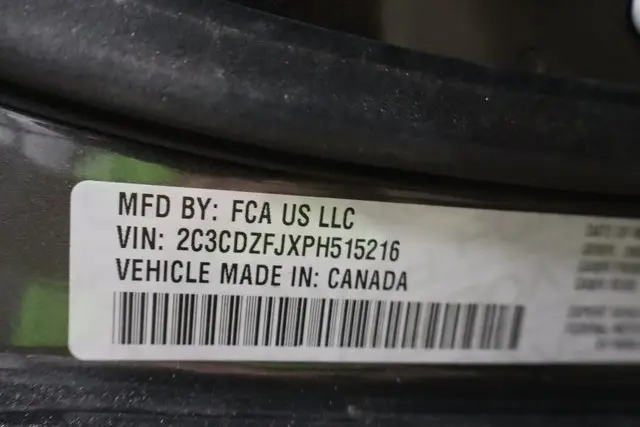 MFD BY: FCA US LLC
VIN: 2C3CDZFJXPH515216
VEHICLE MADE IN: CANADA